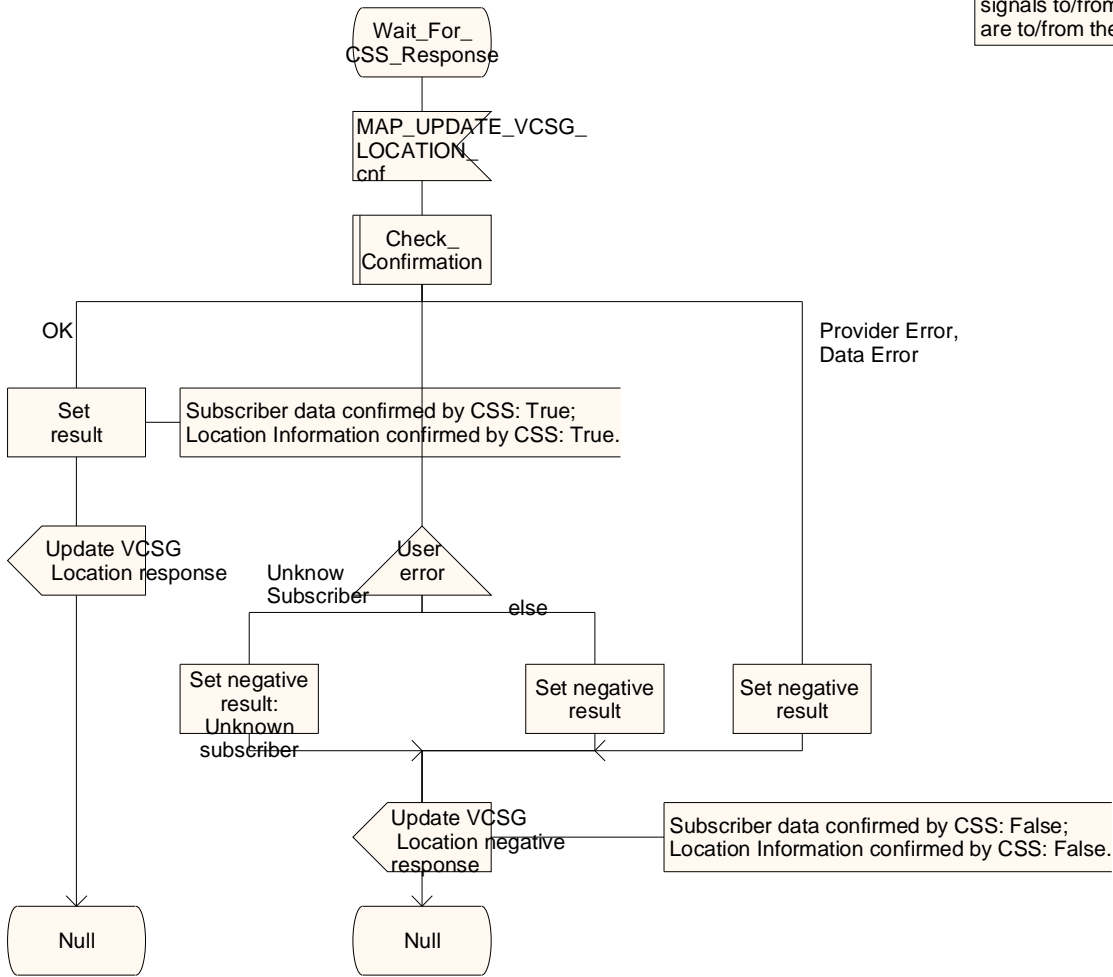 signals to/from
are to/from the
Wait_For_
CSS_Response
MAP_UPDATE_VCSG_
LOCATION_
cnf
Check_
Confirmation
OK
Provider Error,
Data Error
Set
result
Subscriber data confirmed by CSS: True;
Location Information confirmed by CSS: True.
Update VCSG
Location response
User
error
Unknow
Subscriber
else
Set negative
result:
Unknown
subscriber
Set negative
result
Set negative
result
Update VCSG
Location negative
response
Subscriber data confirmed by CSS: False;
Location Information confirmed by CSS: False.
Null
Null